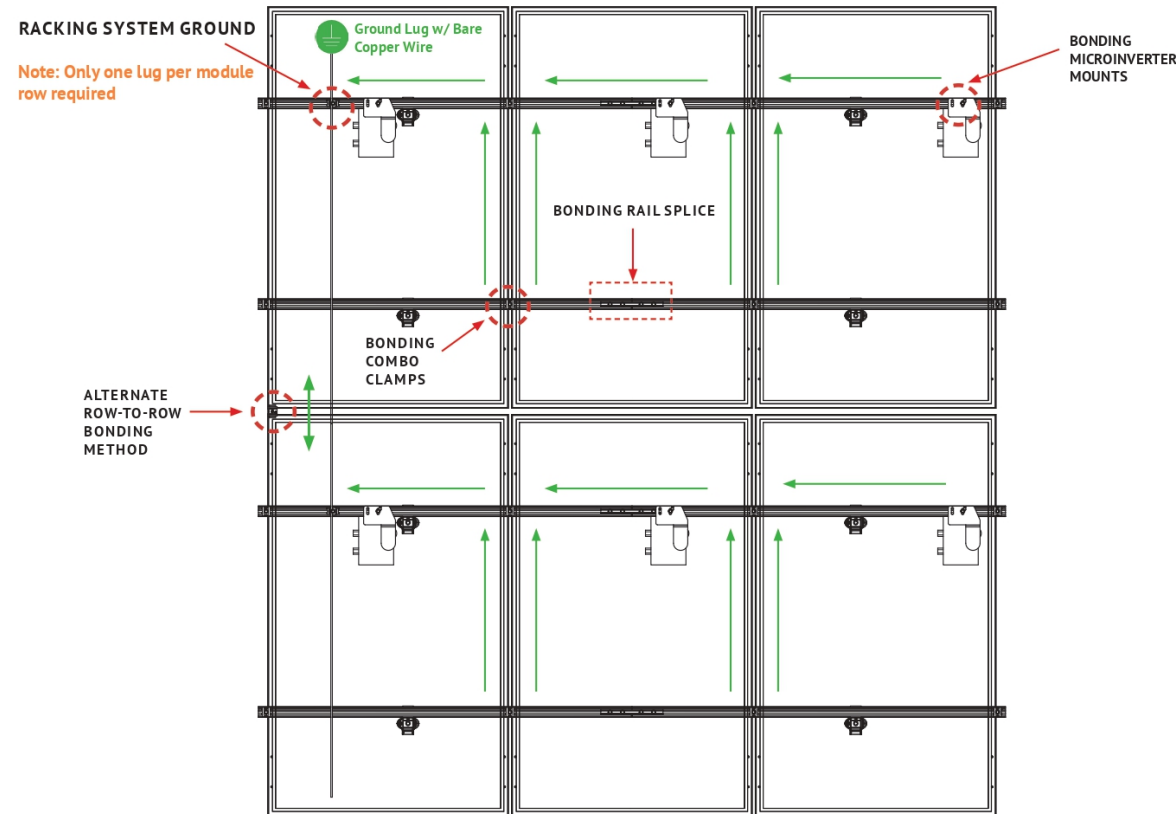 RACKING SYSTEM GROUND
Note: Only one lug per module
row required
Ground Lug w/ Bare
Copper Wire
BONDING
MICROINVERTER
MOUNTS
BONDING RAIL SPLICE
BONDING
COMBO
CLAMPS
ALTERNATE
ROW-TO-ROW
BONDING
METHOD